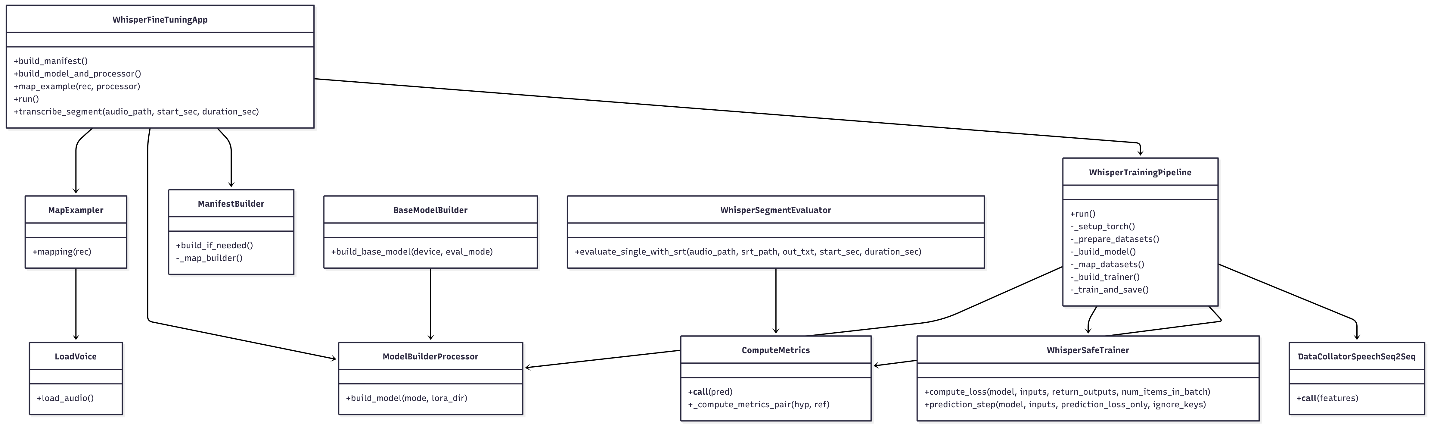 WhisperFineTuningApp
+build_manifest()
+build_model_and_processor()
+map_example(rec, processor)
+run()
+transcribe_segment(audio_path, start_sec, duration_sec)
MapExampler
+mapping(rec)
ManifestBuilder
+build_if_needed()
-_map_builder()
BaseModelBuilder
+build_base_model(device, eval_mode)
WhisperSegmentEvaluator
+evaluate_single_with_srt(audio_path, srt_path, out_txt, start_sec, duration_sec)
WhisperTrainingPipeline
+run()
-_setup_torch()
-_prepare_datasets()
-_build_model()
-_map_datasets()
-_build_trainer()
-_train_and_save()
LoadVoice
+load_audio()
ModelBuilderProcessor
+build_model(mode, lora_dir)
ComputeMetrics
+call(pred)
+_compute_metrics_pair(hyp, ref)
WhisperSafeTrainer
+compute_loss(model, inputs, return_outputs, num_items_in_batch)
+prediction_step(model, inputs, prediction_loss_only, ignore_keys)
DataCollatorSpeechSeq2Seq
+call(features)